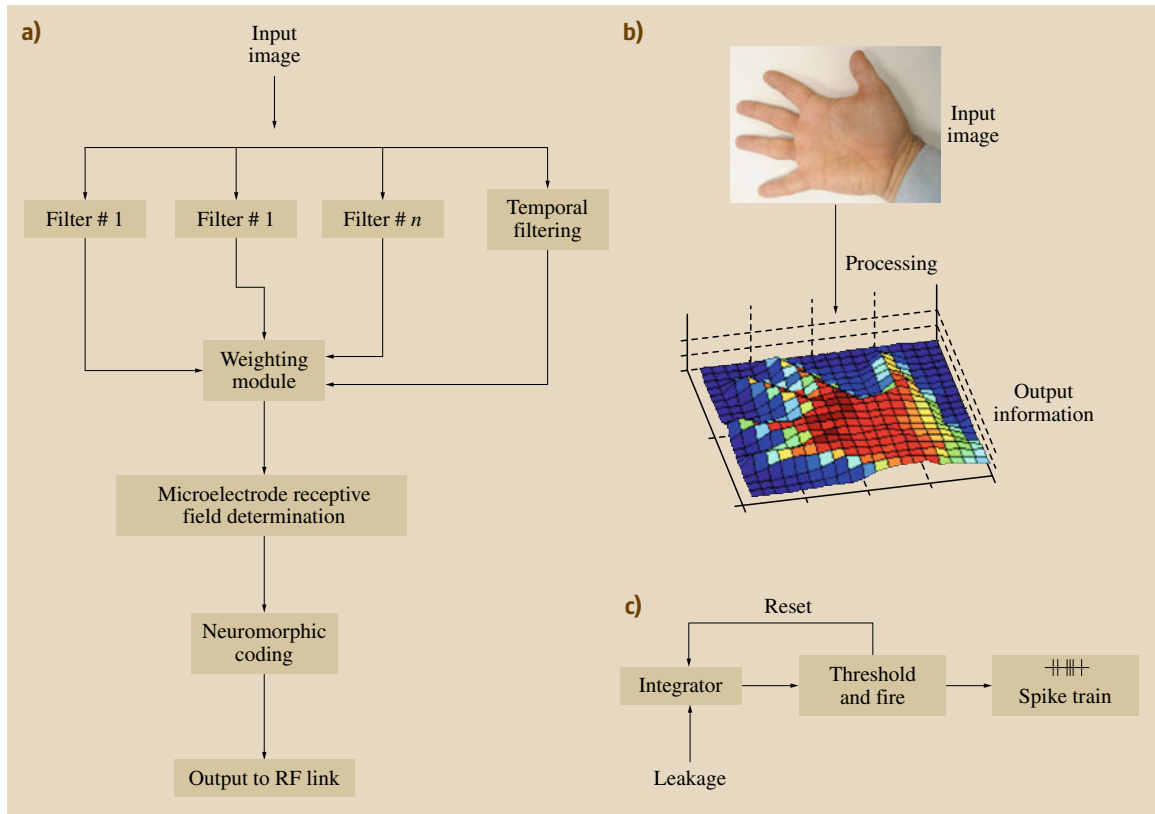 a)
Input
image
Filter # 1
Filter # 1
Filter # n
Temporal
filtering
Weighting
module
Microelectrode receptive
field determination
Neuromorphic
coding
Output to RF link
b)
Input
image
Processing
Output
information
c)
Reset
Integrator
Threshold
and fire
Spike train
Leakage